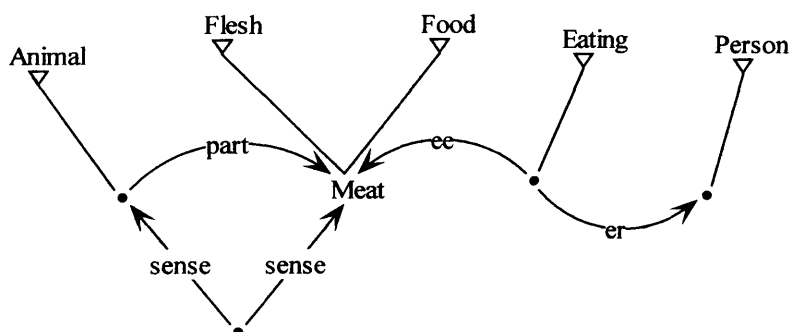 Flesh
Food
Eating
Person
Animal
part
ee
Meat
er
sense
sense